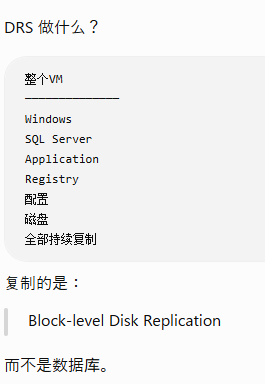 DRS 做什么？
整个VM
──────────────
Windows
SQL Server
Application
Registry
配置
磁盘
全部持续复制
复制的是：
Block-level Disk Replication
而不是数据库。